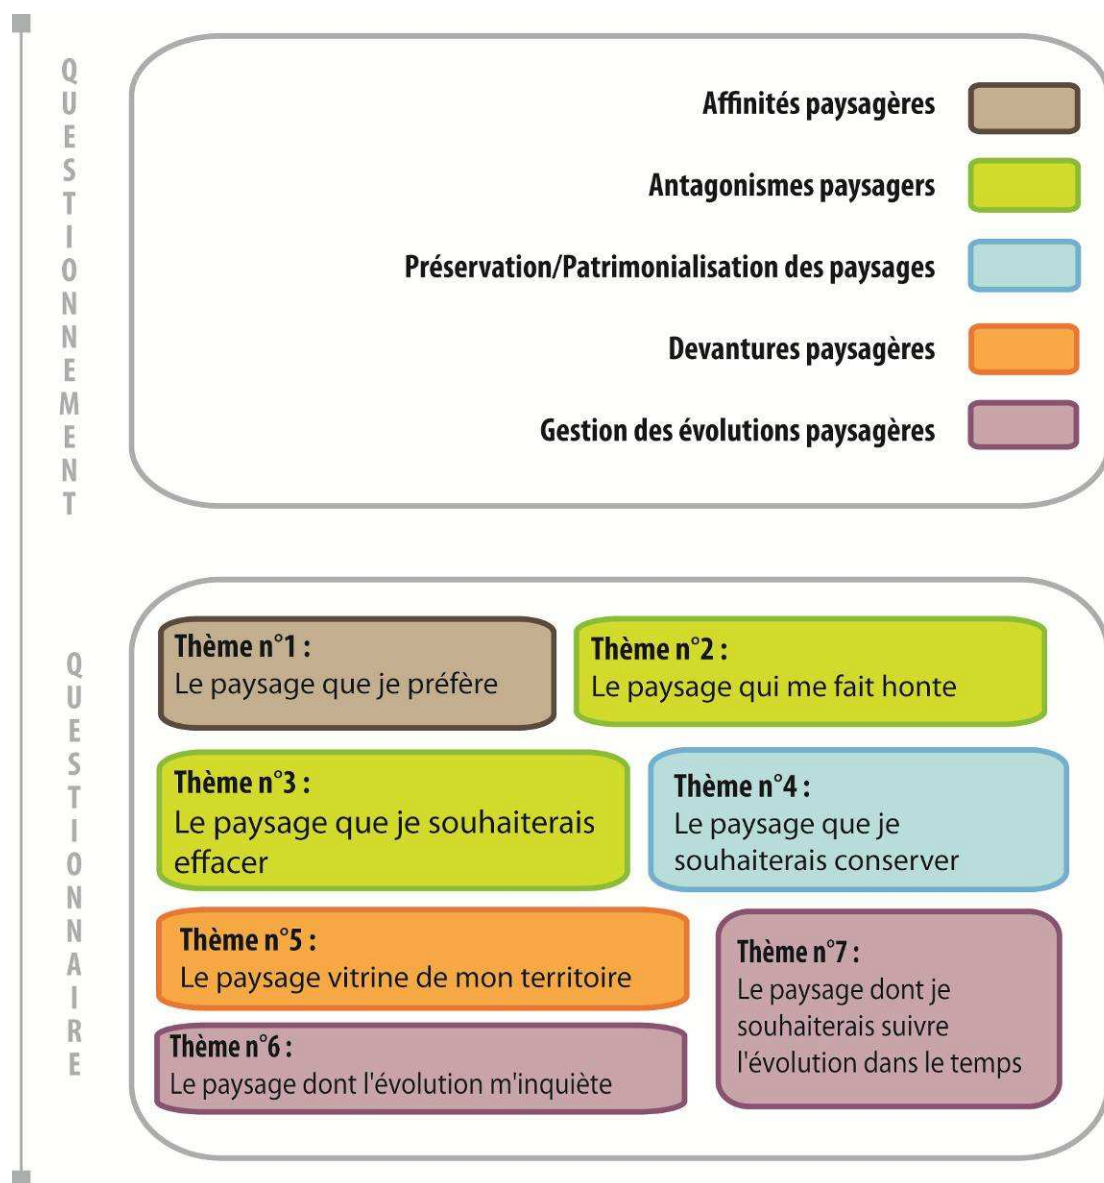 QUESTIONNEMENT
Affinités paysagères
Antagonismes paysagers
Préservation/Patrimonialisation des paysages
Devantures paysagères
Gestion des évolutions paysagères
QUESTIONNAIRE
Thème n°1 :
Le paysage que je préfère
Thème n°2 :
Le paysage qui me fait honte
Thème n°3 :
Le paysage que je souhaiterais
effacer
Thème n°4 :
Le paysage que je
souhaiterais conserver
Thème n°5 :
Le paysage vitrine de mon territoire
Thème n°6 :
Le paysage dont l'évolution m'inquiète
Thème n°7 :
Le paysage dont je
souhaiterais suivre
l'évolution dans le temps